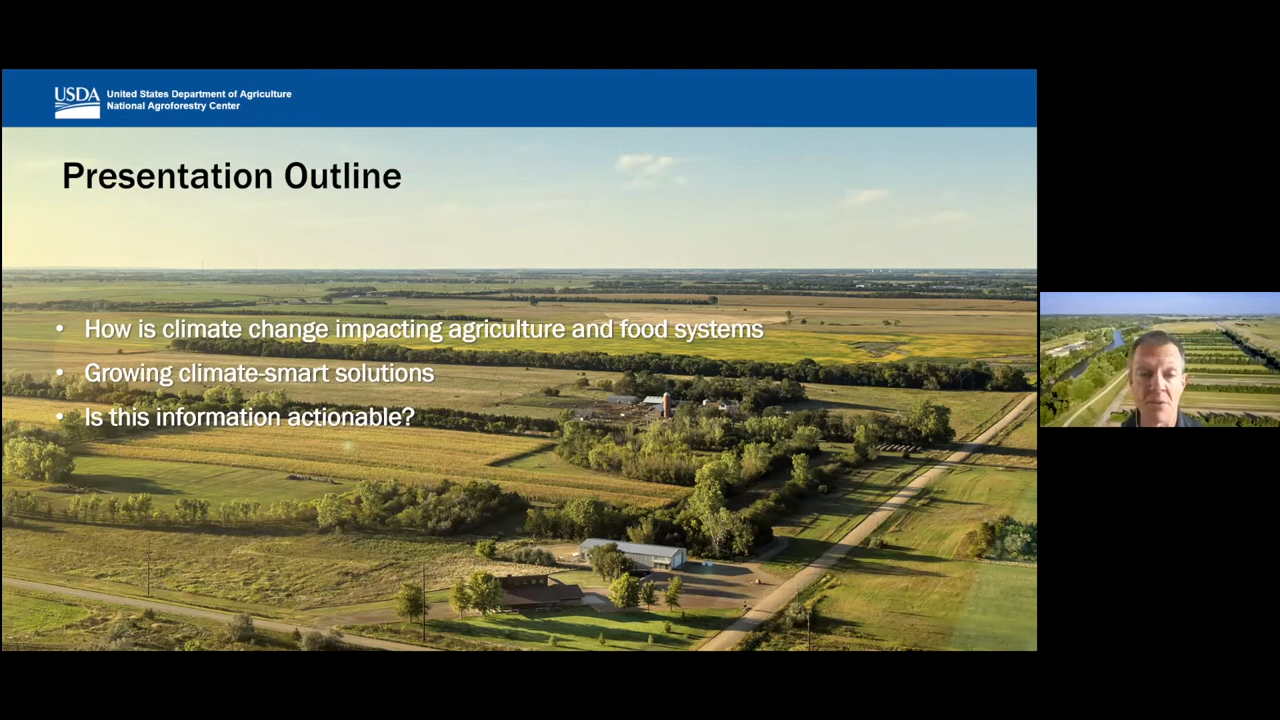 USDA
United States Department of Agriculture
National Agroforestry Center
Presentation Outline
• How is climate change impacting agriculture and food systems
• Growing climate-smart solutions
• Is this information actionable?